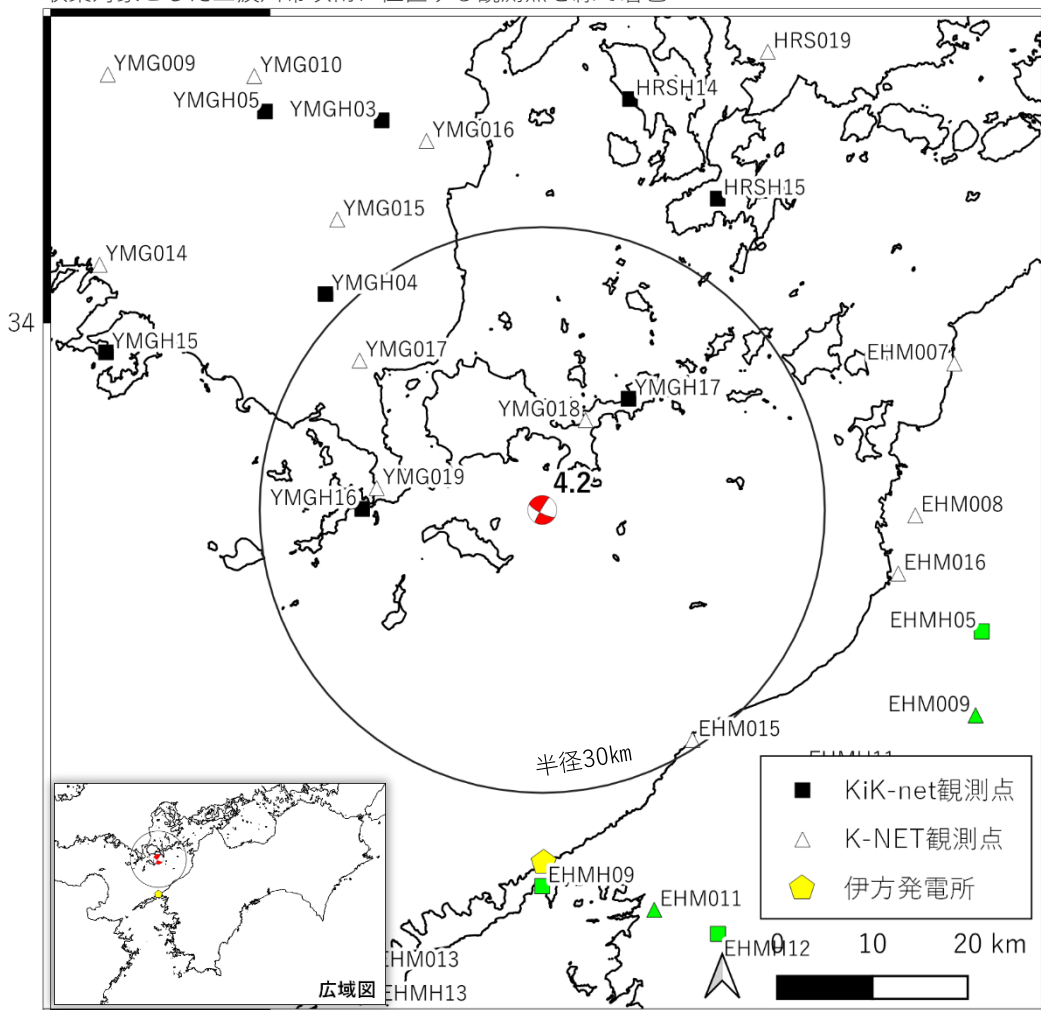 HRS019
YMG009
YMG010
HRSH14
YMGH05
YMGH03
YMG016
HRSH15
YMG015
YMG014
YMGH04
34
YMGH15
YMG017
EHM007
YMGH17
YMG018
4.2
YMG019
YMGH16
EHM008
EHM016
EHMH05
EHM009
EHM015
半径30km
KiK-net観測点
K-NET観測点
伊方発電所
EHMH09
EHM011
EHMH12
EHM013
EHMH13
広域図
0 10 20 km